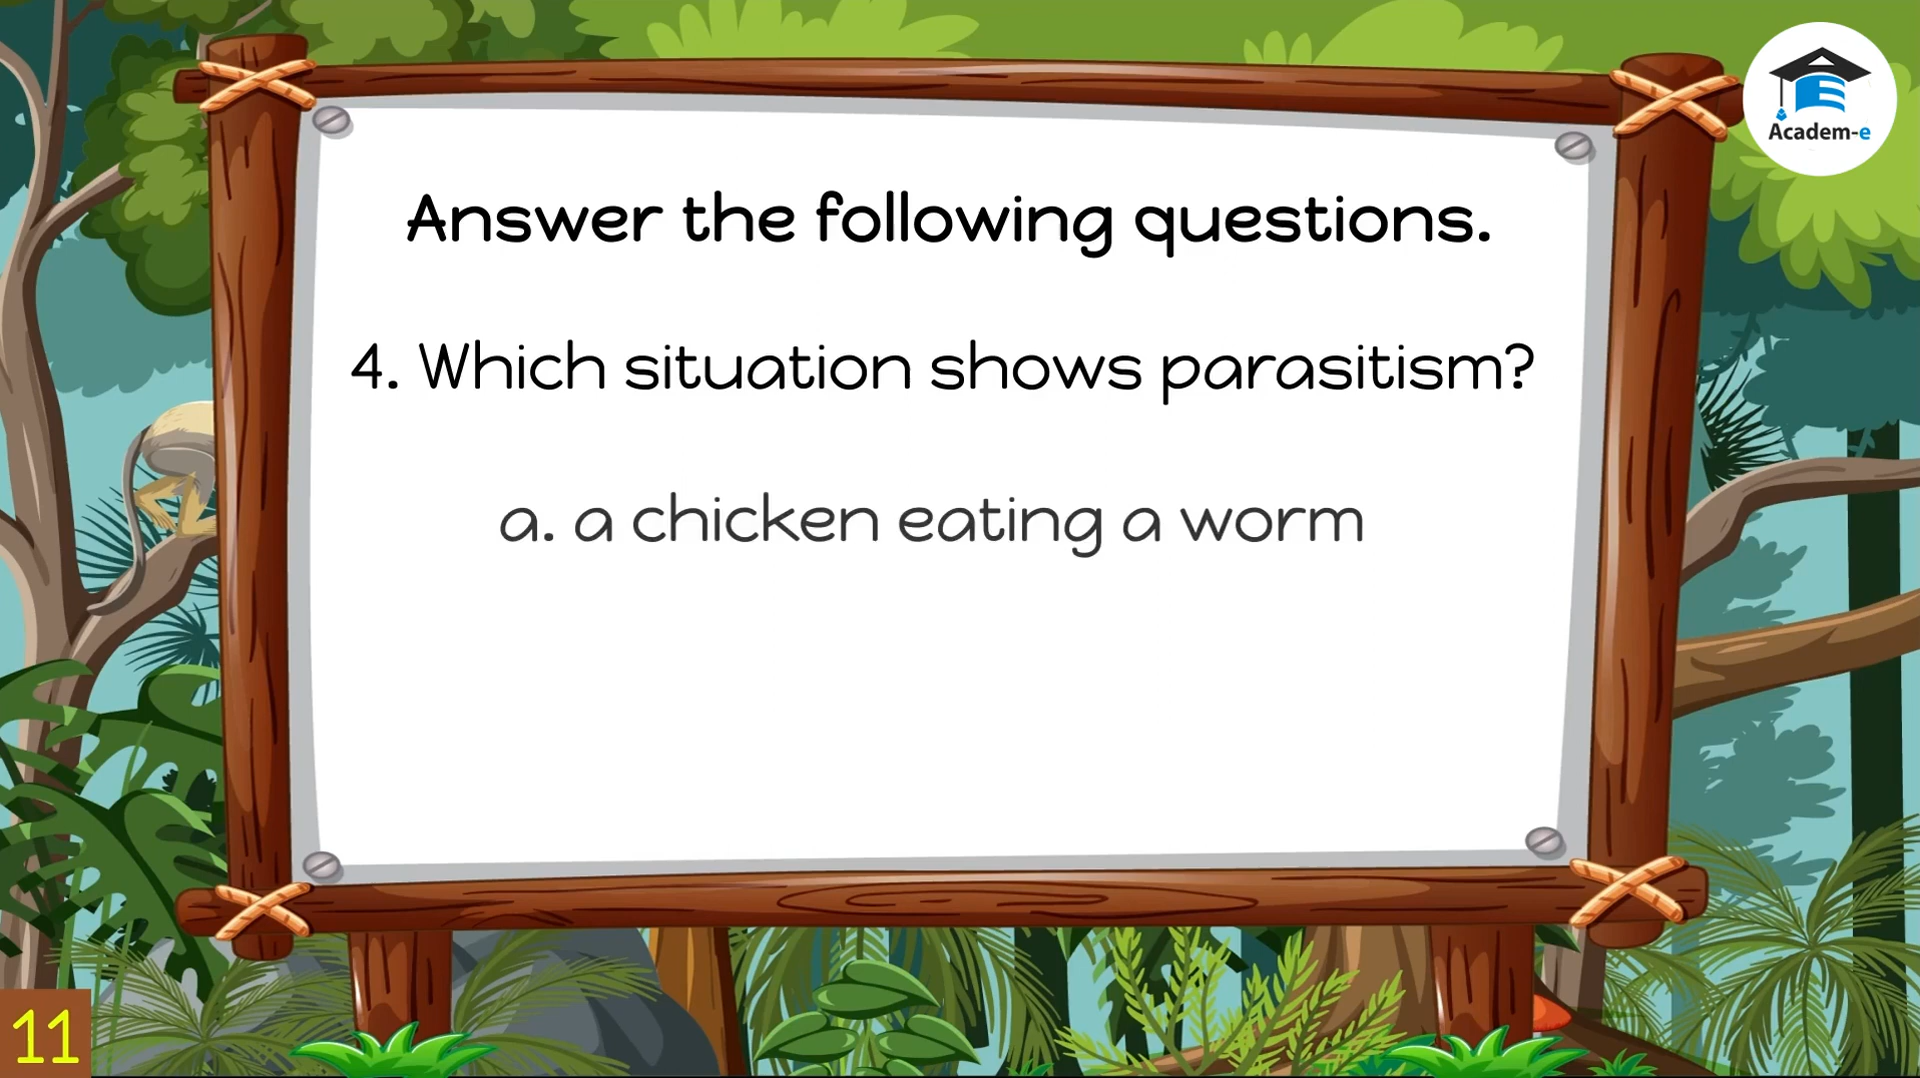 Academ-e
Answer the following questions.
4. Which situation shows parasitism?
a. a chicken eating a worm
11